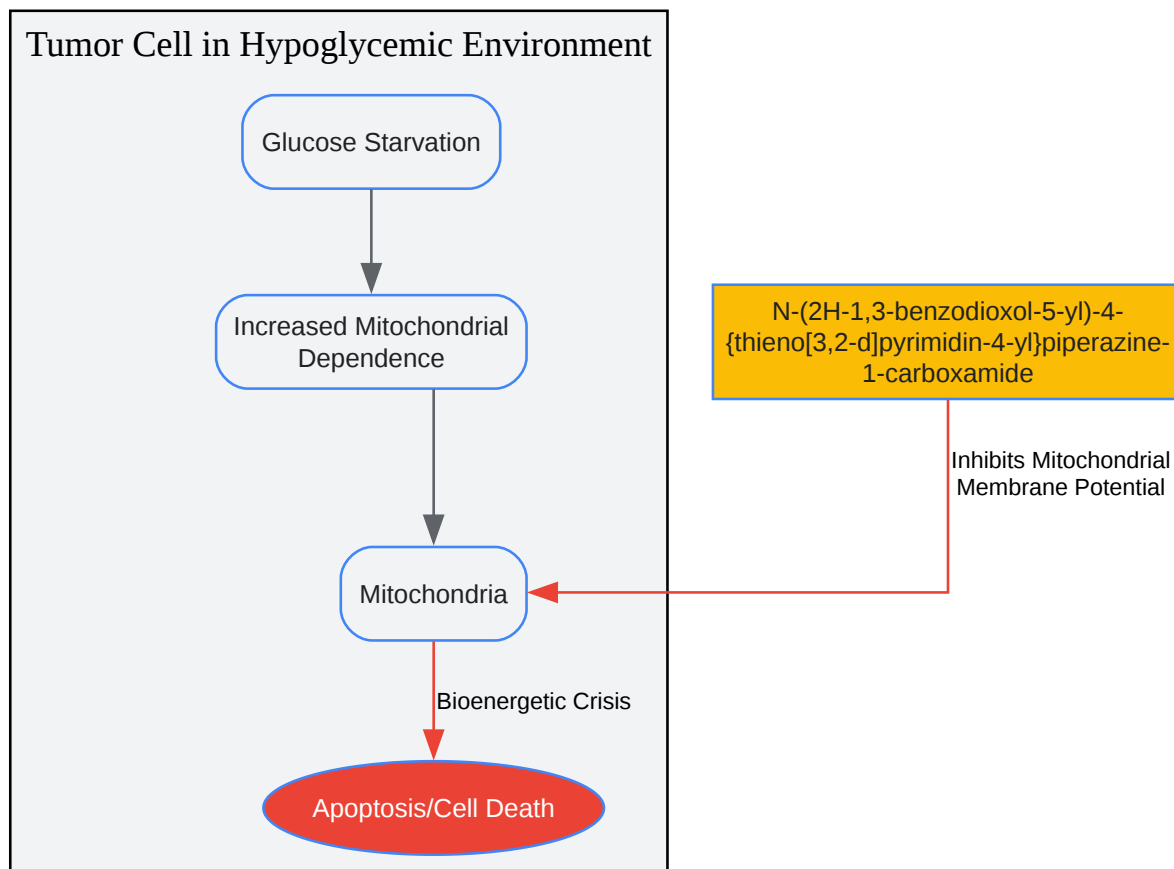 Tumor Cell in Hypoglycemic Environment
Glucose Starvation
Increased Mitochondrial
Dependence
N-(2H-1,3-benzodioxol-5-yl)-4-
{thieno[3,2-d]pyrimidin-4-yl}piperazine-
1-carboxamide
Inhibits Mitochondrial
Membrane Potential
Mitochondria
Bioenergetic Crisis
Apoptosis/Cell Death